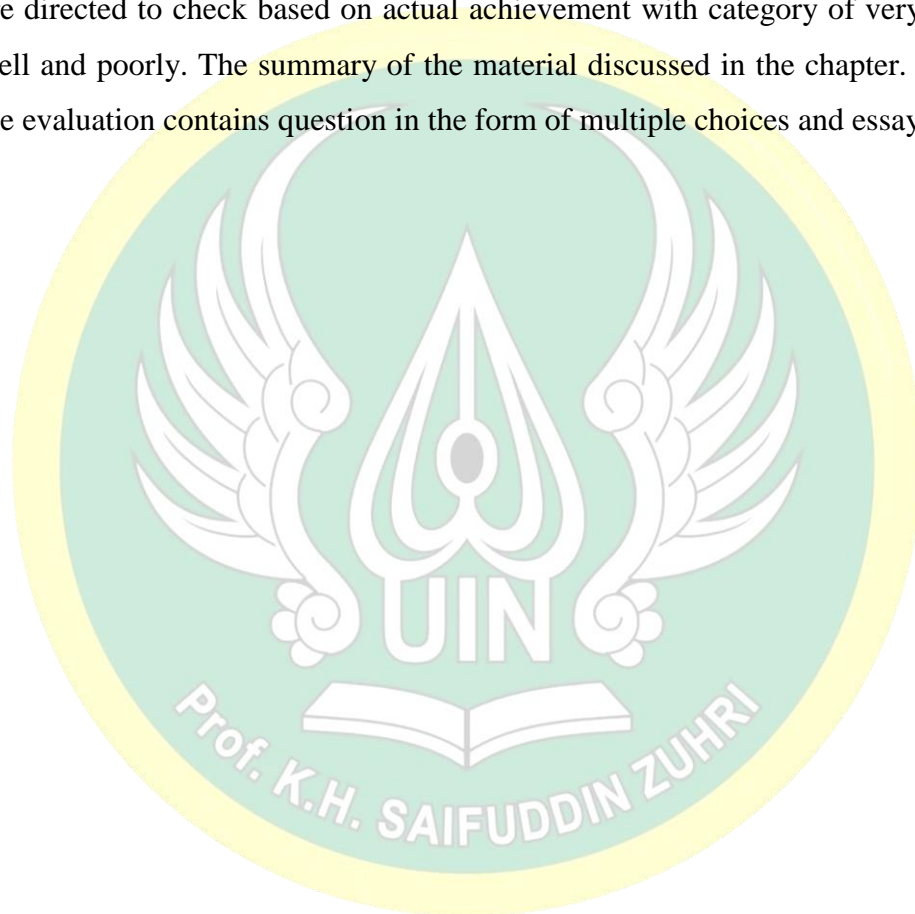 re directed to check based on actual achievement with category of very
ell and poorly. The summary of the material discussed in the chapter.
e evaluation contains question in the form of multiple choices and essay
UIN
Prof. K.H. SAIFUDDIN ZUHRI